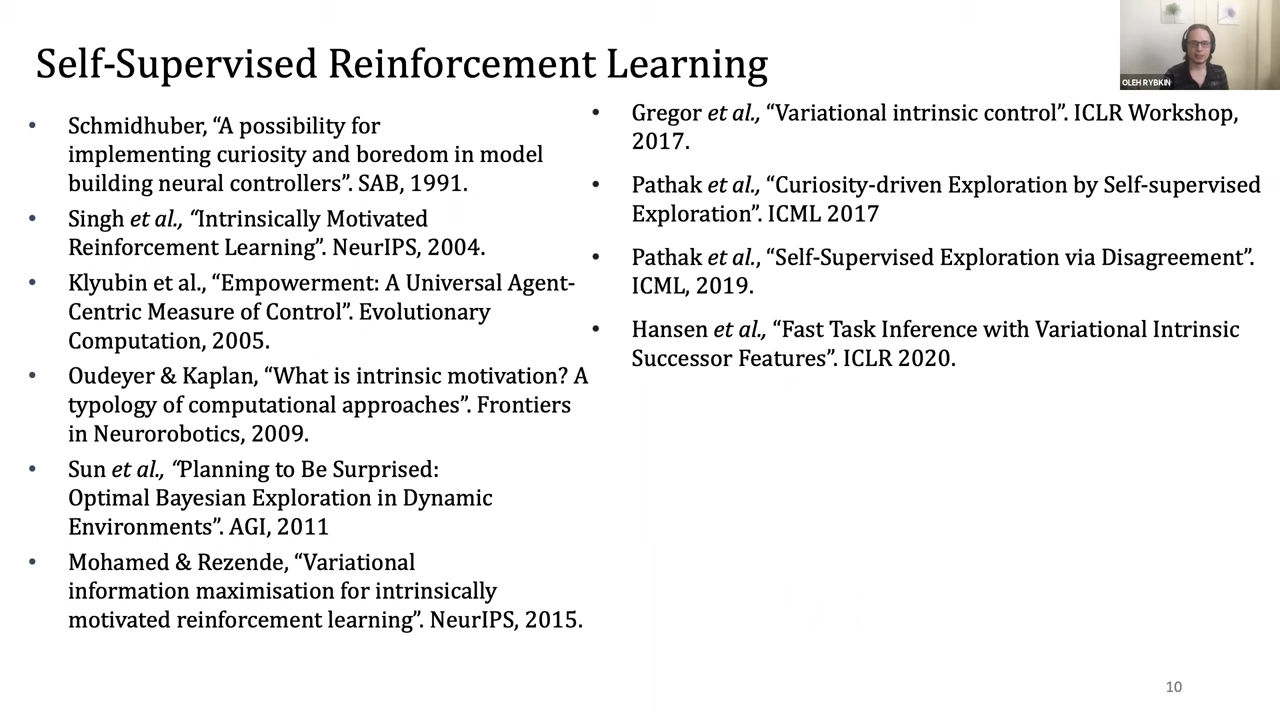 Self-Supervised Reinforcement Learning
OLEH RYBKIN
• Schmidhuber, “A possibility for
implementing curiosity and boredom in model
building neural controllers”. SAB, 1991.
• Singh et al., “Intrinsically Motivated
Reinforcement Learning”. NeurIPS, 2004.
• Klyubin et al., “Empowerment: A Universal Agent-
Centric Measure of Control”. Evolutionary
Computation, 2005.
• Oudeyer & Kaplan, “What is intrinsic motivation? A
typology of computational approaches”. Frontiers
in Neurorobotics, 2009.
• Sun et al., “Planning to Be Surprised:
Optimal Bayesian Exploration in Dynamic
Environments”. AGI, 2011
• Mohamed & Rezende, “Variational
information maximisation for intrinsically
motivated reinforcement learning”. NeurIPS, 2015.
• Gregor et al., “Variational intrinsic control”. ICLR Workshop,
2017.
• Pathak et al., “Curiosity-driven Exploration by Self-supervised
Exploration”. ICML 2017
• Pathak et al., “Self-Supervised Exploration via Disagreement”.
ICML, 2019.
• Hansen et al., “Fast Task Inference with Variational Intrinsic
Successor Features”. ICLR 2020.
10